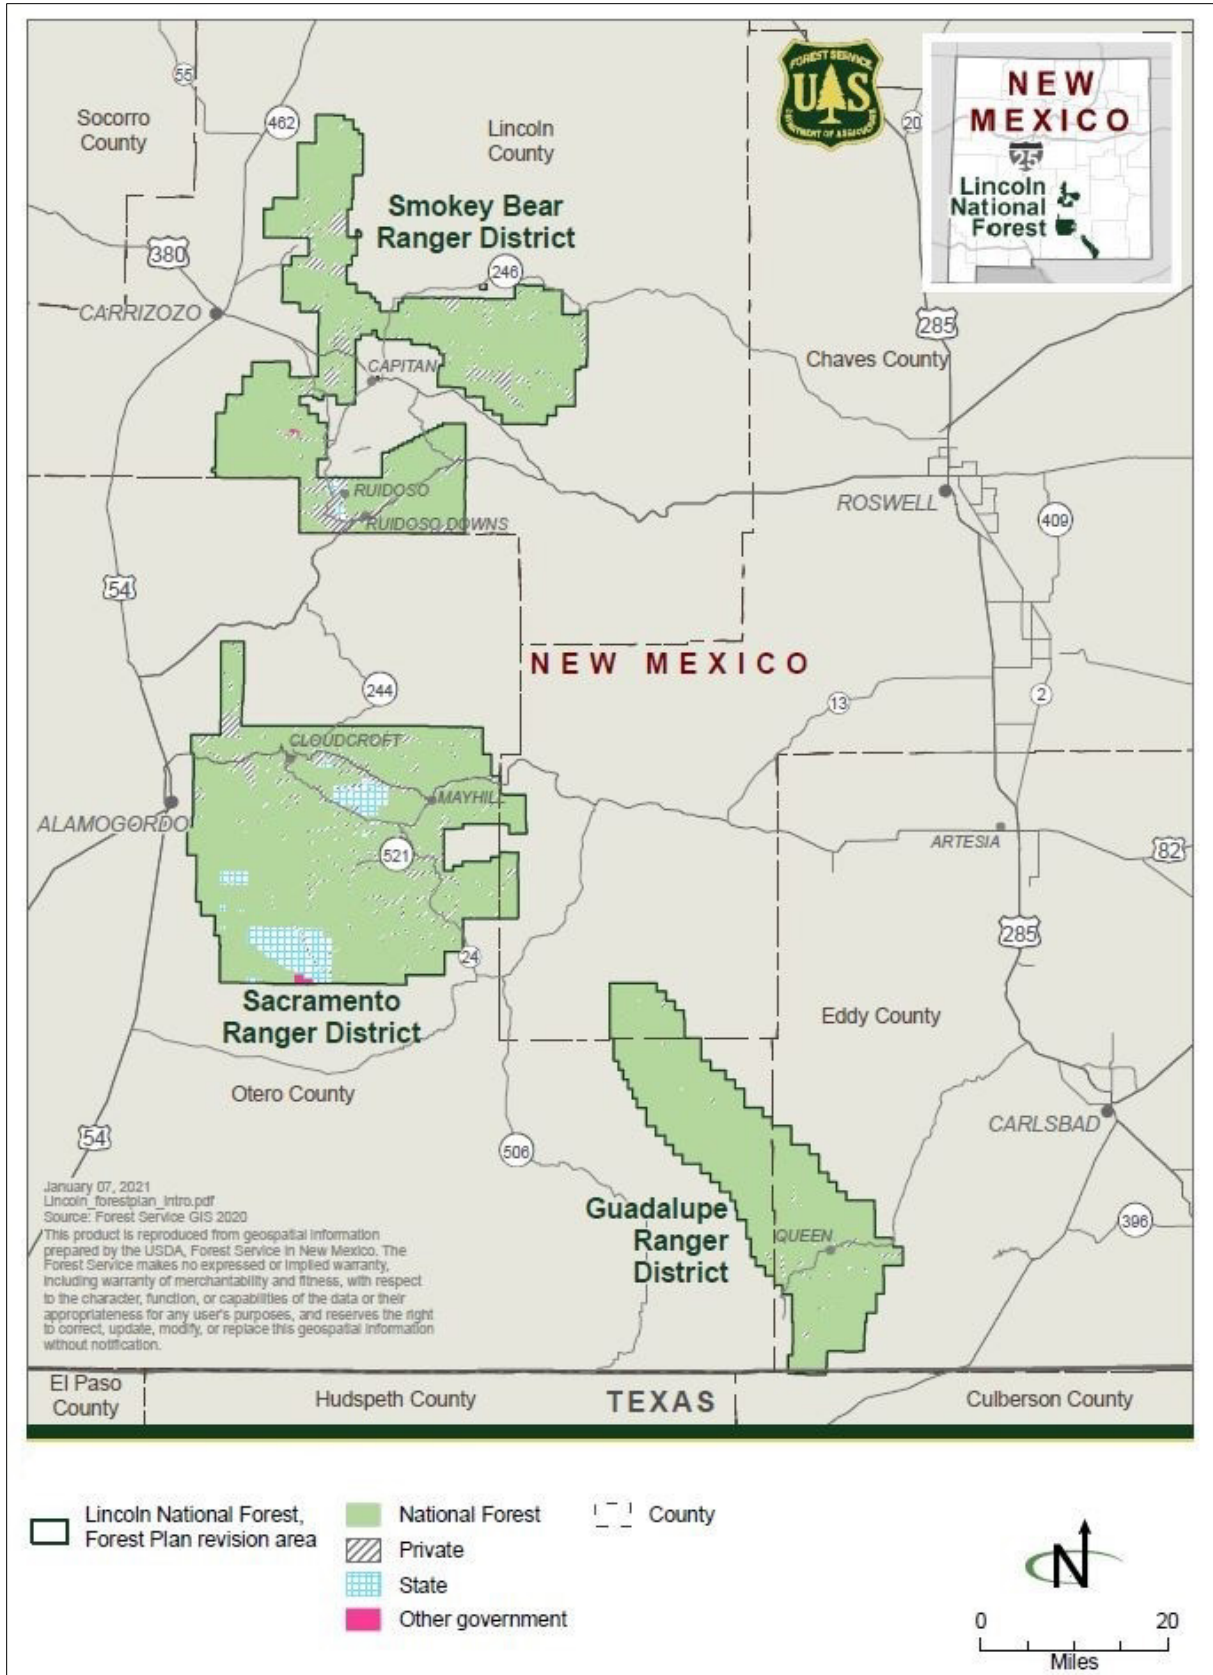 55
Socorro
County
462
Lincoln
County
FOREST SERVICE
US
DEPARTMENT OF AGRICULTURE
20
NEW
MEXICO
25
Lincoln
National
Forest
Smokey Bear
Ranger District
380
246
CARRIZOZO
285
Chaves County
CAPITAN
RUIDOSO
ROSWELL
RUIDOSO DOWNS
409
54
NEW MEXICO
244
13
2
CLOUDCROFT
MAYHILL
ALAMOGORDO
521
ARTESIA
82
24
285
Sacramento
Ranger District
Eddy County
Otero County
CARLSBAD
54
506
January 07, 2021
Lincoln_forestplan_intro.pdf
Source: Forest Service GIS 2020
This product is reproduced from geospatial information
prepared by the USDA, Forest Service in New Mexico. The
Forest Service makes no expressed or implied warranty,
including warranty of merchantability and fitness, with respect
to the character, function, or capabilities of the data or their
appropriateness for any user's purposes, and reserves the right
to correct, update, modify, or replace this geospatial information
without notification.
Guadalupe
Ranger
District
QUEEN
396
El Paso
County
Hudspeth County
TEXAS
Culberson County
Lincoln National Forest,
Forest Plan revision area
National Forest
Private
State
Other government
County
N
0 20
Miles